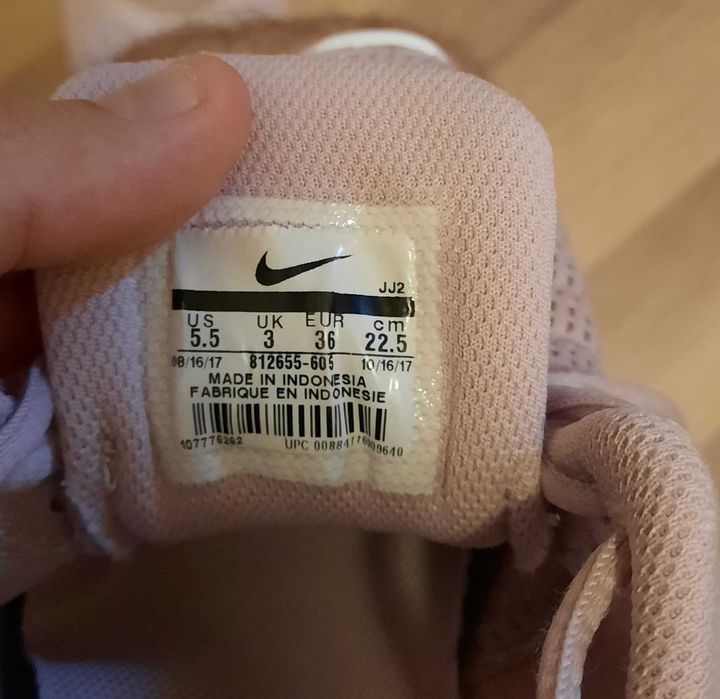 JJ2
US UK EUR cm
5.5 3 36 22.5
08/16/17 812655-605 10/16/17
MADE IN INDONESIA
FABRIQUE EN INDONESIE
107776262 UPC